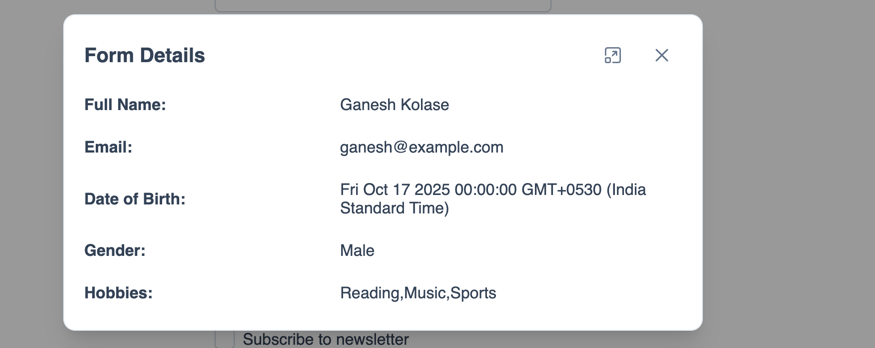 Form Details
Full Name: Ganesh Kolase
Email: ganesh@example.com
Date of Birth: Fri Oct 17 2025 00:00:00 GMT+0530 (India
Standard Time)
Gender: Male
Hobbies: Reading,Music,Sports
Subscribe to newsletter